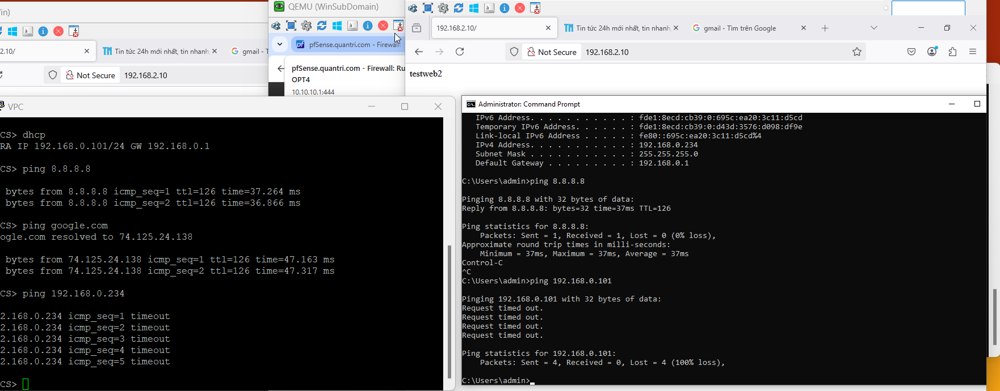 in)
2.10/
Tin tức 24h mới nhất, tin nhanh,
gmail - T
Not Secure
192.168.2.10
QEMU (WinSubDomain)
pfSense.quantri.com - Firewall:
pfSense.quantri.com - Firewall: Ru
OPT4
10.10.10.1:444
192.168.2.10/
Tin tức 24h mới nhất, tin nhanh,
gmail - Tìm trên Google
Not Secure
192.168.2.10
testweb2
VPC
CS> dhcp
RA IP 192.168.0.101/24 GW 192.168.0.1
CS> ping 8.8.8.8
bytes from 8.8.8.8 icmp_seq=1 ttl=126 time=37.264 ms
bytes from 8.8.8.8 icmp_seq=2 ttl=126 time=36.866 ms
CS> ping google.com
ogle.com resolved to 74.125.24.138
bytes from 74.125.24.138 icmp_seq=1 ttl=126 time=47.163 ms
bytes from 74.125.24.138 icmp_seq=2 ttl=126 time=47.317 ms
CS> ping 192.168.0.234
2.168.0.234 icmp_seq=1 timeout
2.168.0.234 icmp_seq=2 timeout
2.168.0.234 icmp_seq=3 timeout
2.168.0.234 icmp_seq=4 timeout
2.168.0.234 icmp_seq=5 timeout
CS>
Administrator: Command Prompt
IPv6 Address. . . . . . . . . . . : fde1:8ecd:cb39:0:695c:ea20:3c11:d5cd
Temporary IPv6 Address. . . . . . : fde1:8ecd:cb39:0:d43d:3576:d098:df9e
Link-local IPv6 Address . . . . . : fe80::695c:ea20:3c11:d5cd%4
IPv4 Address. . . . . . . . . . . : 192.168.0.234
Subnet Mask . . . . . . . . . . . : 255.255.255.0
Default Gateway . . . . . . . . . : 192.168.0.1
C:\Users\admin>ping 8.8.8.8
Pinging 8.8.8.8 with 32 bytes of data:
Reply from 8.8.8.8: bytes=32 time=37ms TTL=126
Ping statistics for 8.8.8.8:
Packets: Sent = 1, Received = 1, Lost = 0 (0% loss),
Approximate round trip times in milli-seconds:
Minimum = 37ms, Maximum = 37ms, Average = 37ms
Control-C
^C
C:\Users\admin>ping 192.168.0.101
Pinging 192.168.0.101 with 32 bytes of data:
Request timed out.
Request timed out.
Request timed out.
Request timed out.
Ping statistics for 192.168.0.101:
Packets: Sent = 4, Received = 0, Lost = 4 (100% loss),
C:\Users\admin>